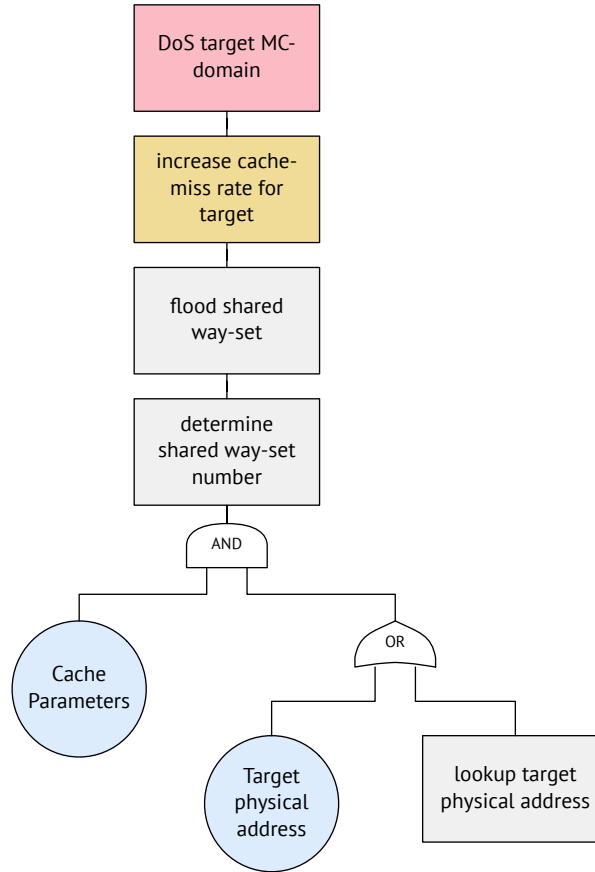 DoS target MC-
domain
increase cache-
miss rate for
target
flood shared
way-set
determine
shared way-set
number
AND
OR
Cache
Parameters
Target
physical
address
lookup target
physical address